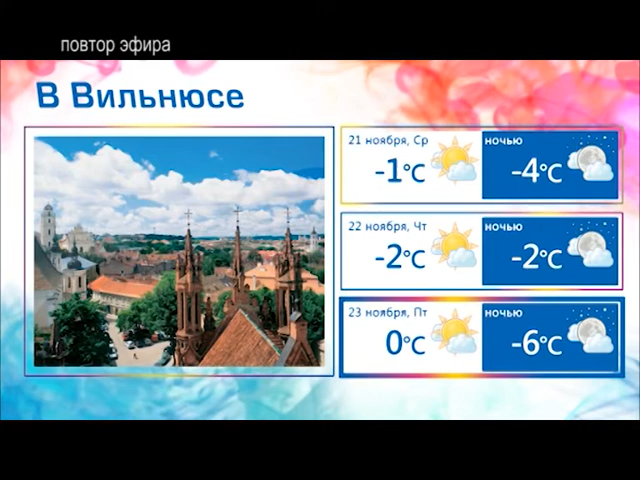 повтор эфира
В Вильнюсе
21 ноября, Ср
-1°C
ночью
-4°C
22 ноября, Чт
-2°C
ночью
-2°C
23 ноября, Пт
0°C
ночью
-6°C